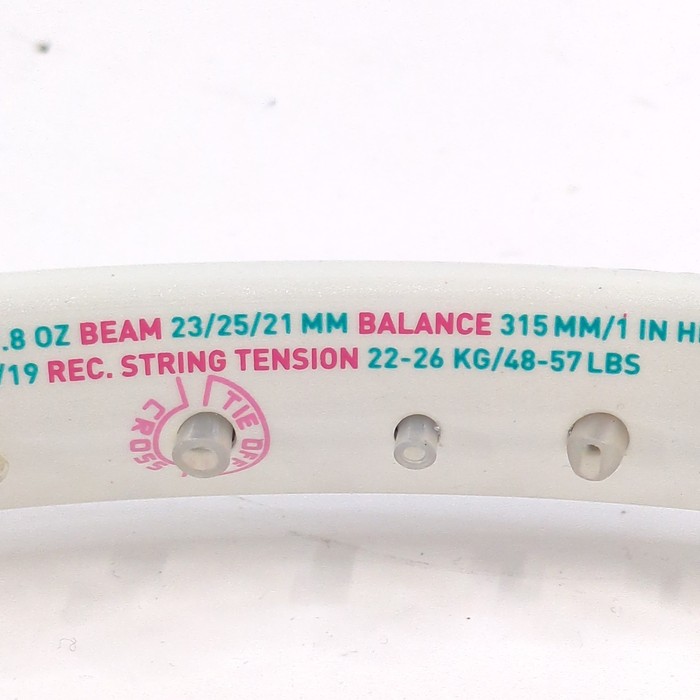 .8 OZ BEAM 23/25/21 MM BALANCE 315 MM/1 IN H
/19 REC. STRING TENSION 22-26 KG/48-57 LBS
CROSS TIE OFF